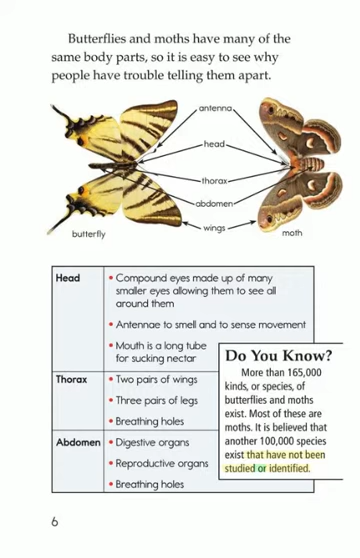 Butterflies and moths have many of the
same body parts, so it is easy to see why
people have trouble telling them apart.
antenna
head
thorax
abdomen
wings
butterfly
moth
Head
• Compound eyes made up of many
smaller eyes allowing them to see all
around them
• Antennae to smell and to sense movement
• Mouth is a long tube
for sucking nectar
Thorax
• Two pairs of wings
• Three pairs of legs
• Breathing holes
Abdomen
• Digestive organs
• Reproductive organs
• Breathing holes
Do You Know?
More than 165,000
kinds, or species, of
butterflies and moths
exist. Most of these are
moths. It is believed that
another 100,000 species
exist that have not been
studied or identified.
6